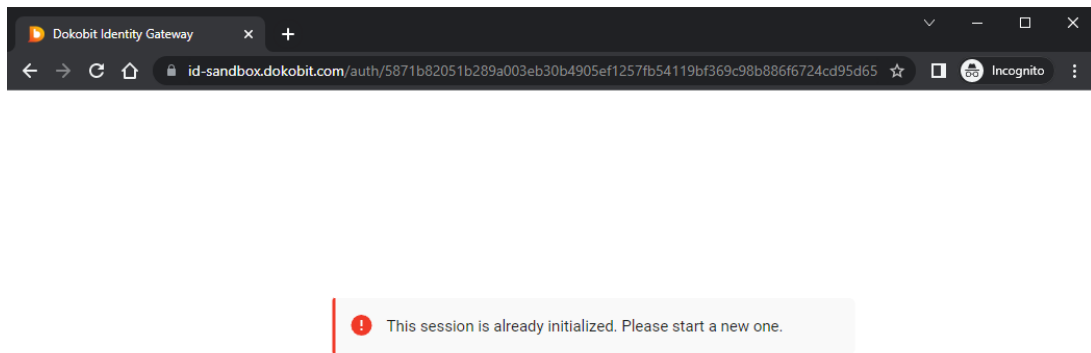 Dokobit Identity Gateway
id-sandbox.dokobit.com/auth/5871b82051b289a003eb30b4905ef1257fb54119bf369c98b886f6724cd95d65
Incognito
This session is already initialized. Please start a new one.